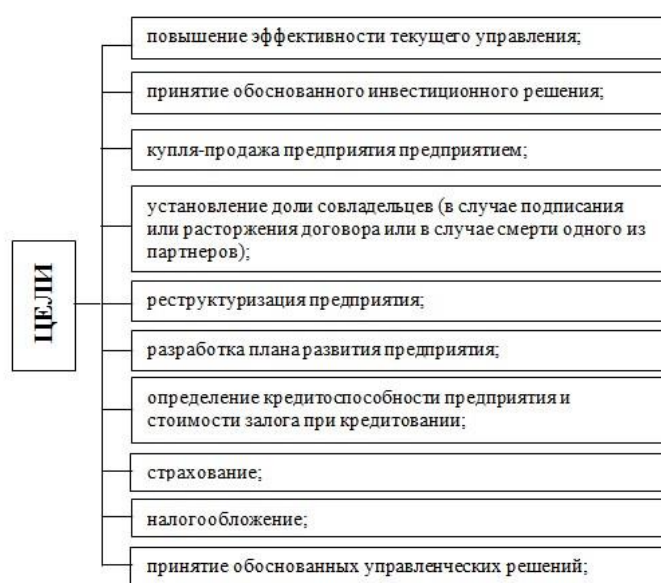 ЦЕЛИ
повышение эффективности текущего управления;
принятие обоснованного инвестиционного решения;
купля-продажа предприятия предприятием;
установление доли совладельцев (в случае подписания
или расторжения договора или в случае смерти одного из
партнеров);
реструктуризация предприятия;
разработка плана развития предприятия;
определение кредитоспособности предприятия и
стоимости залога при кредитовании;
страхование;
налогообложение;
принятие обоснованных управленческих решений;